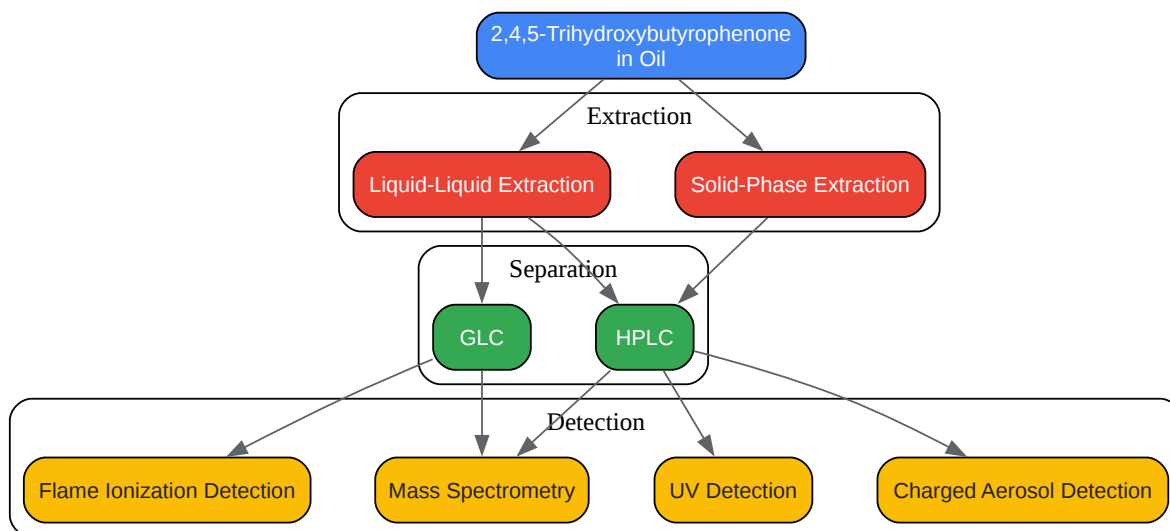 2,4,5-Trihydroxybutyrophenone
in Oil
Extraction
Liquid-Liquid Extraction
Solid-Phase Extraction
Separation
GLC
HPLC
Detection
Flame Ionization Detection
Mass Spectrometry
UV Detection
Charged Aerosol Detection